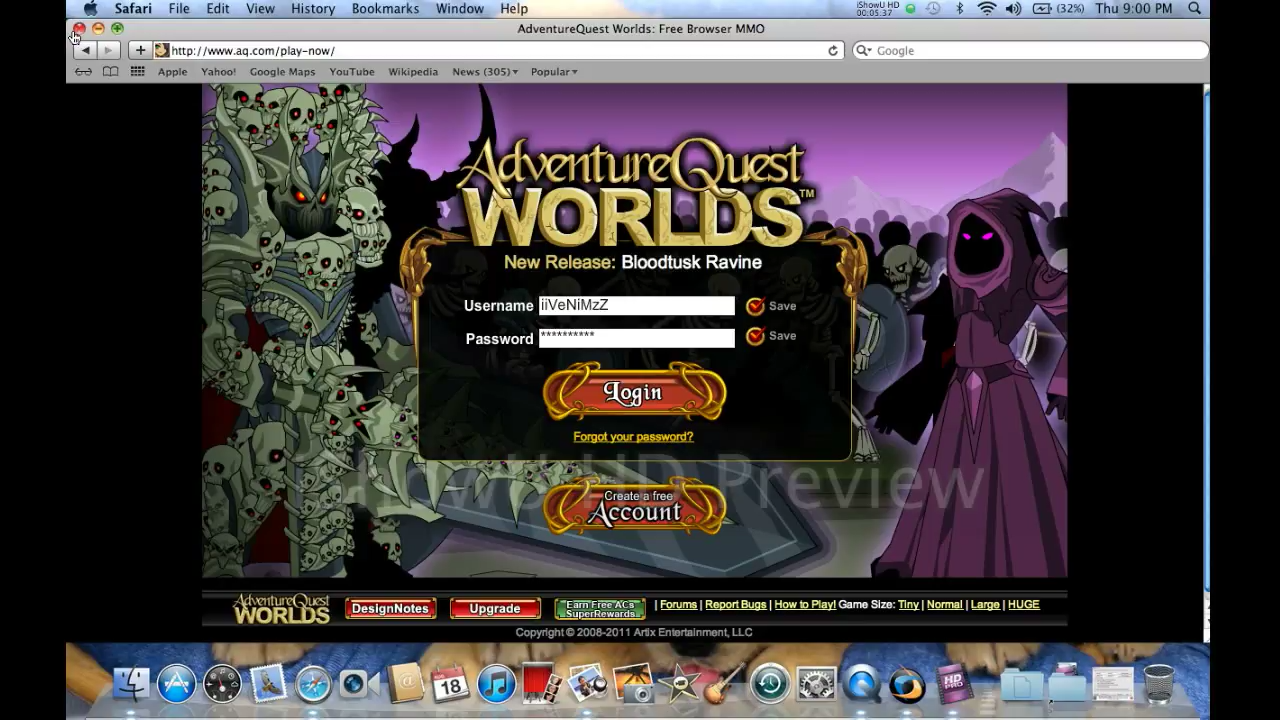 Safari File Edit View History Bookmarks Window Help
iShowU HD
00:05:37
(32%) Thu 9:00 PM
AdventureQuest Worlds: Free Browser MMO
http://www.aq.com/play-now/
Google
Apple Yahoo! Google Maps YouTube Wikipedia News (305) Popular
AdventureQuest
WORLDS™
New Release: Bloodtusk Ravine
Username iiVeNiMzZ Save
Password ********** Save
Login
Forgot your password?
iShowU HD Preview
Create a free
Account
AdventureQuest
WORLDS
DesignNotes
Upgrade
Earn Free ACs
SuperRewards
| Forums | Report Bugs | How to Play! Game Size: Tiny | Normal | Large | HUGE
Copyright © 2008-2011 Artix Entertainment, LLC
AUG
18
HD
PRO